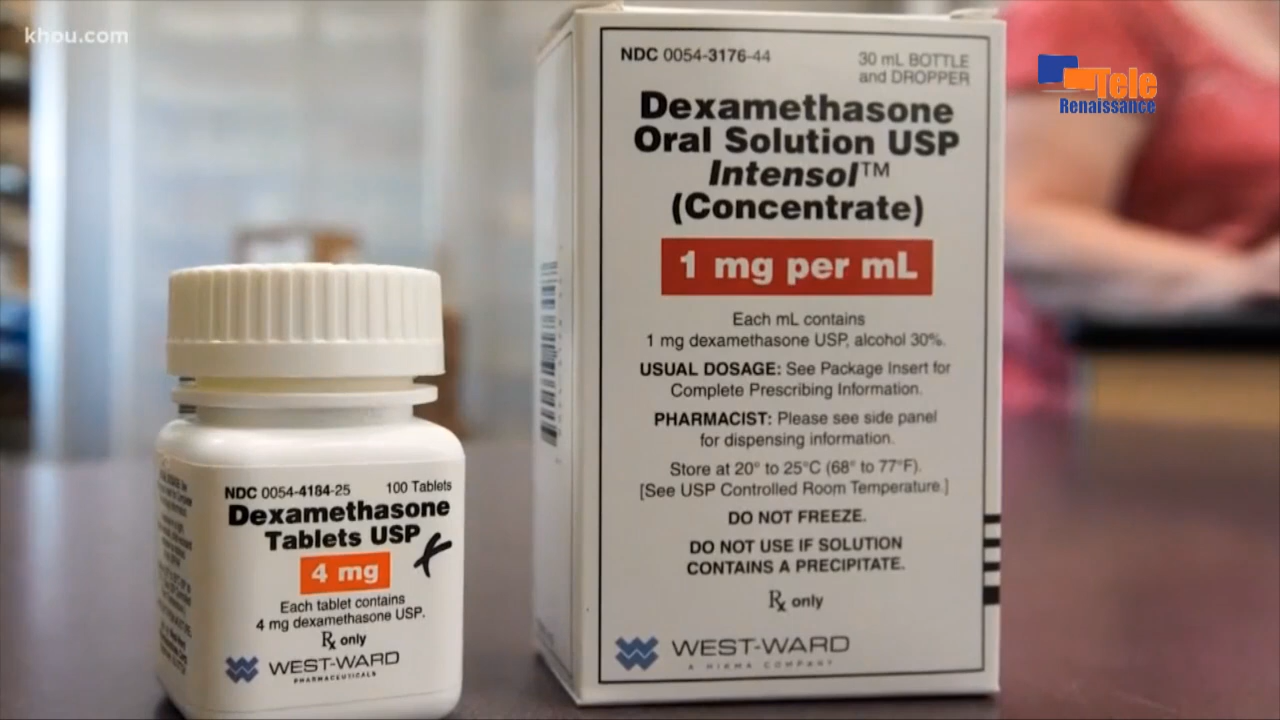 khou.com
Tele
Renaissance
NDC 0054-3176-44
30 mL BOTTLE
and DROPPER
Dexamethasone
Oral Solution USP
Intensol™
(Concentrate)
1 mg per mL
Each mL contains
1 mg dexamethasone USP, alcohol 30%.
USUAL DOSAGE: See Package Insert for
Complete Prescribing Information.
PHARMACIST: Please see side panel
for dispensing information.
Store at 20° to 25°C (68° to 77°F).
[See USP Controlled Room Temperature.]
DO NOT FREEZE.
DO NOT USE IF SOLUTION
CONTAINS A PRECIPITATE.
Rx only
WEST-WARD
A HIKMA COMPANY
NDC 0054-4184-25 100 Tablets
Dexamethasone
Tablets USP
4 mg
Each tablet contains
4 mg dexamethasone USP.
Rx only
WEST-WARD
PHARMACEUTICALS